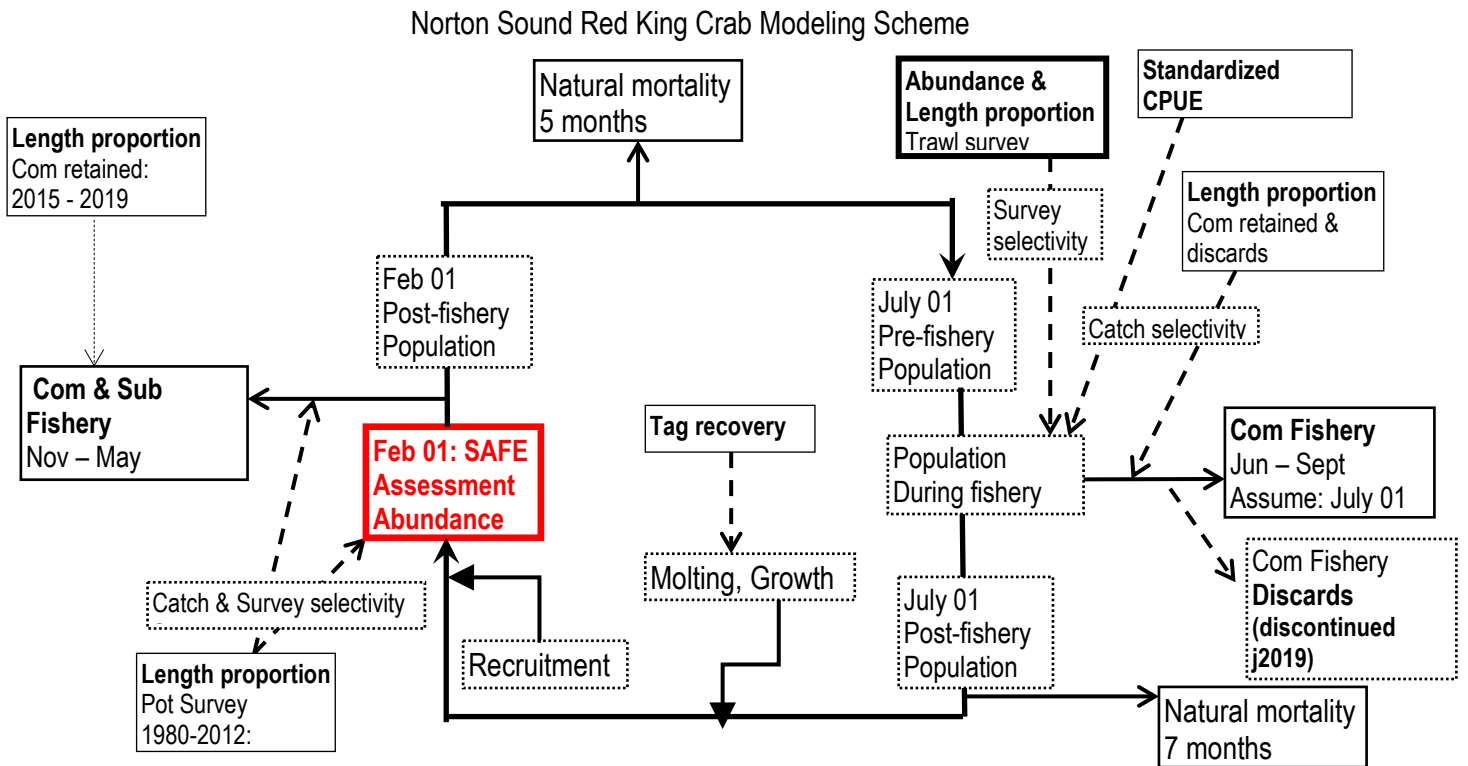 Norton Sound Red King Crab Modeling Scheme
Natural mortality
5 months
Abundance &
Length proportion
Trawl survey
Standardized
CPUE
Length proportion
Com retained:
2015 - 2019
Length proportion
Com retained &
discards
Survey
selectivity
Feb 01
Post-fishery
Population
July 01
Pre-fishery
Population
Catch selectivity
Com & Sub
Fishery
Nov – May
Feb 01: SAFE
Assessment
Abundance
Tag recovery
Population
During fishery
Com Fishery
Jun – Sept
Assume: July 01
Catch & Survey selectivity
Molting, Growth
Recruitment
July 01
Post-fishery
Population
Com Fishery
Discards
(discontinued
j2019)
Length proportion
Pot Survey
1980-2012:
Natural mortality
7 months